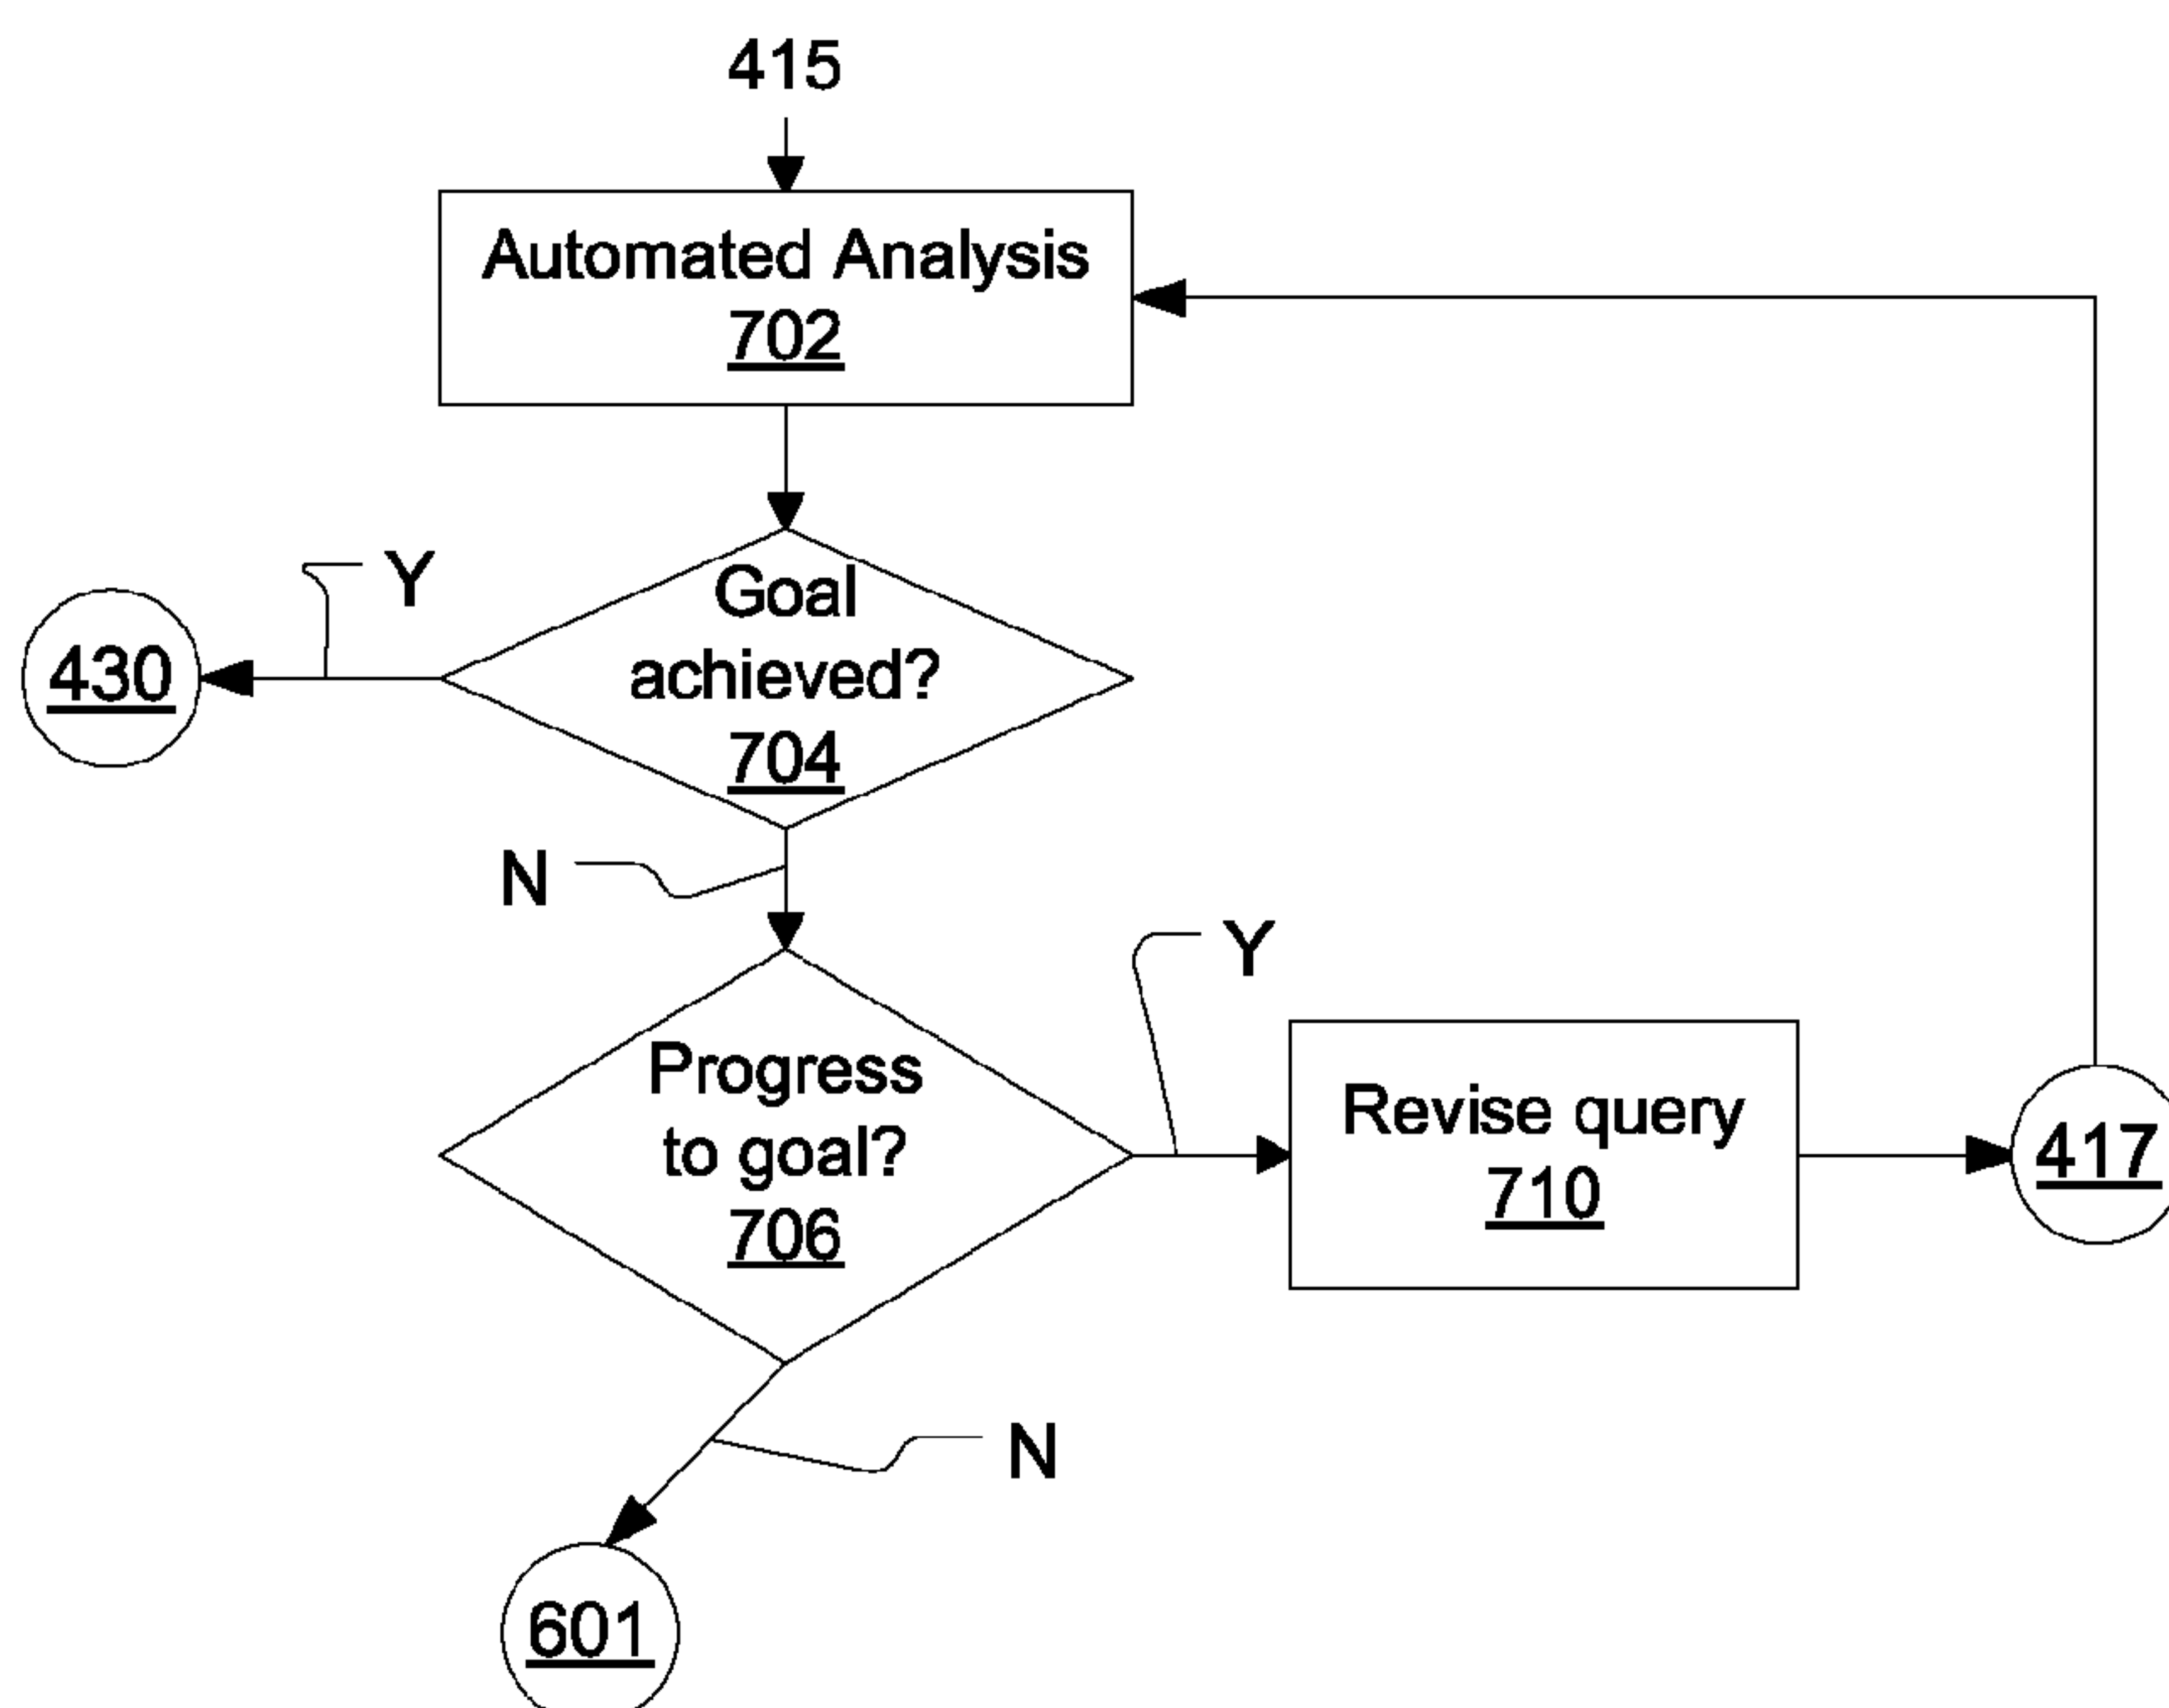 415
Automated Analysis
702
Y
Goal
achieved?
704
430
N
Y
Progress
to goal?
706
Revise query
710
417
N
601